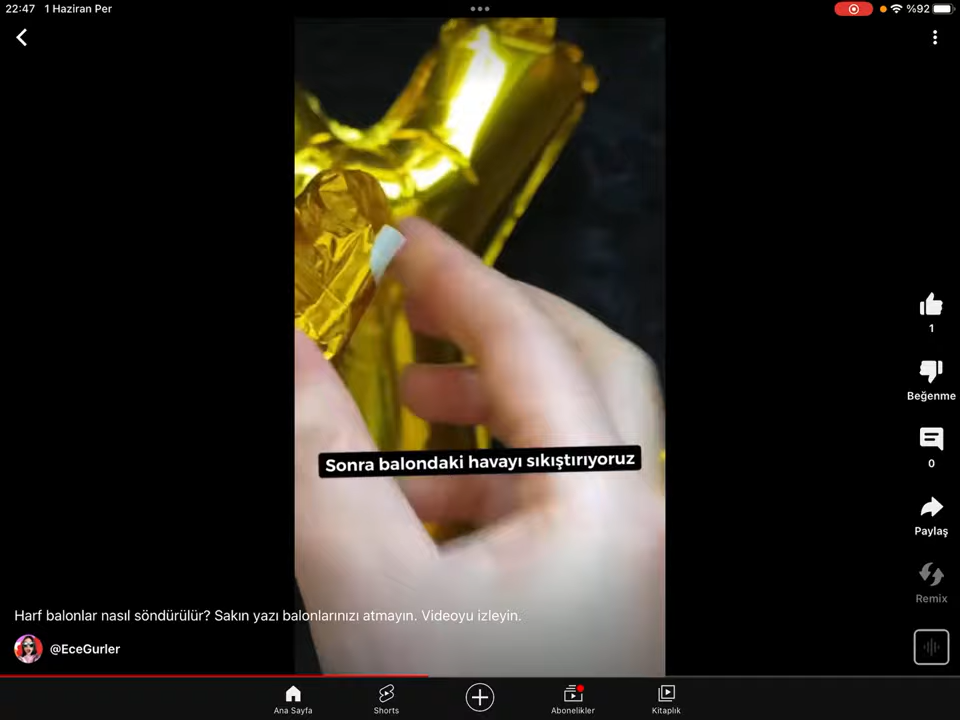 22:47 1 Haziran Per
%92
1
Beğenme
0
Paylaş
Remix
Sonra balondaki havayı sıkıştırıyoruz
Harf balonlar nasıl söndürülür? Sakın yazı balonlarınızı atmayın. Videoyu izleyin.
@EceGurler
Ana Sayfa
Shorts
Abonelikler
Kitaplık